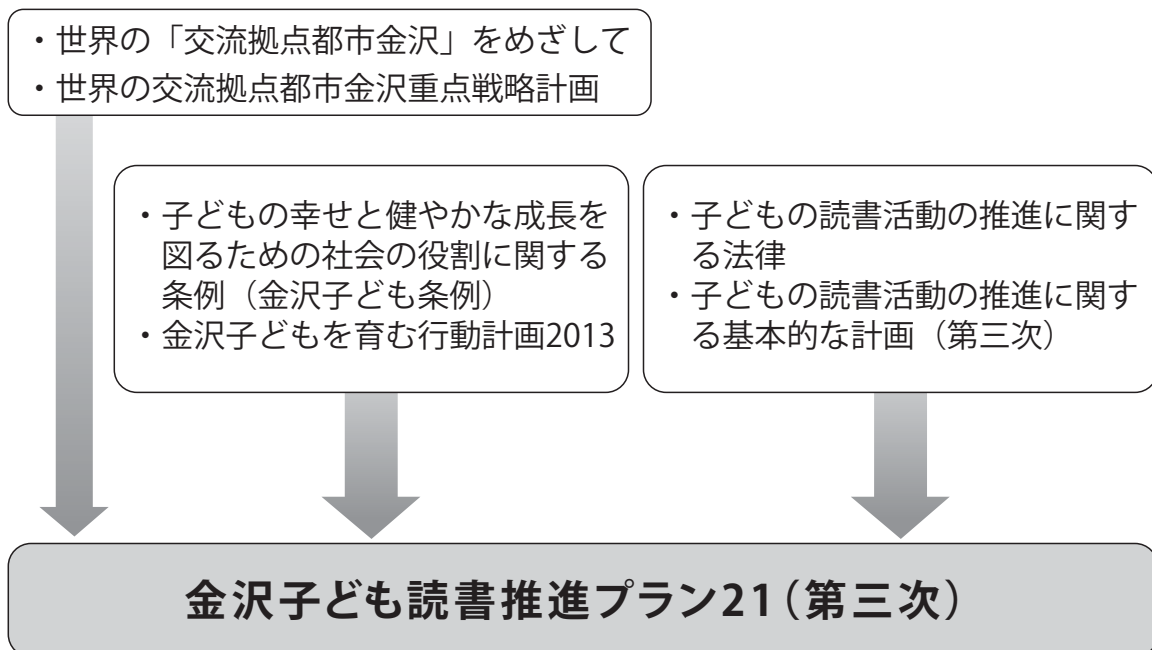 ・世界の「交流拠点都市金沢」をめざして
・世界の交流拠点都市金沢重点戦略計画
・子どもの幸せと健やかな成長を
図るための社会の役割に関する
条例（金沢子ども条例）
・金沢子どもを育む行動計画2013
・子どもの読書活動の推進に関す
る法律
・子どもの読書活動の推進に関す
る基本的な計画（第三次）
金沢子ども読書推進プラン21（第三次）